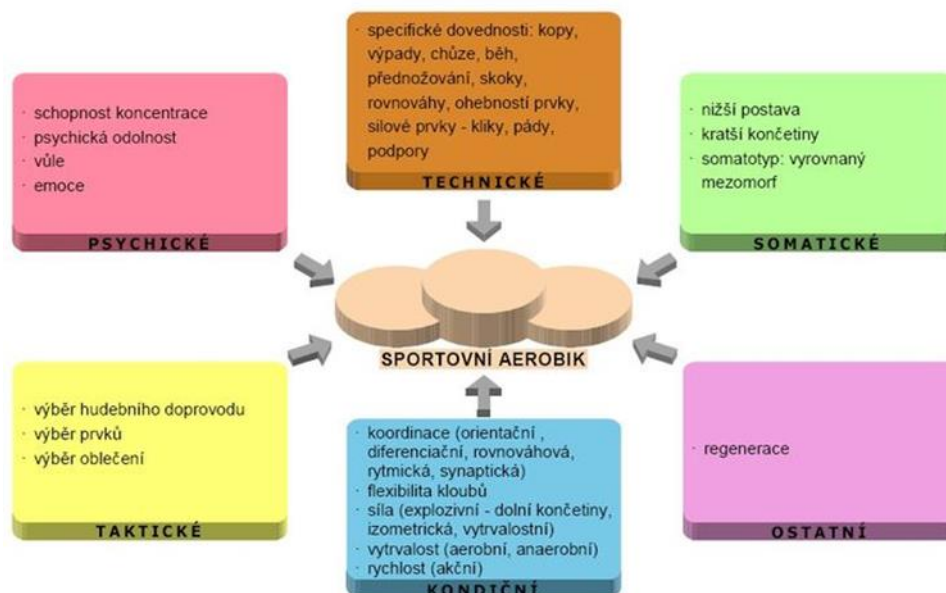 · schopnost koncentrace
· psychická odolnost
· vůle
· emoce
PSYCHICKÉ
· specifické dovednosti: kopy,
výpady, chůze, běh,
přednožování, skoky,
rovnováhy, ohebností prvky,
silové prvky - kliky, pády,
podpory
TECHNICKÉ
· nižší postava
· kratší končetiny
· somatotyp: vyrovnaný
mezomorf
SOMATICKÉ
SPORTOVNÍ AEROBIK
· výběr hudebního doprovodu
· výběr prvků
· výběr oblečení
TAKTICKÉ
· koordinace (orientační ,
diferenciační, rovnováhová,
rytmická, synaptická)
· flexibilita kloubů
· síla (explozivní - dolní končetiny,
izometrická, vytrvalostní)
· vytrvalost (aerobní, anaerobní)
· rychlost (akční)
KONDIČNÍ
· regenerace
OSTATNÍ